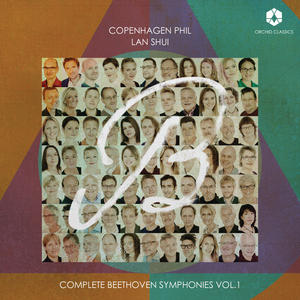 COPENHAGEN PHIL
LAN SHUI
ORCHID CLASSICS
B
COMPLETE BEETHOVEN SYMPHONIES VOL.1